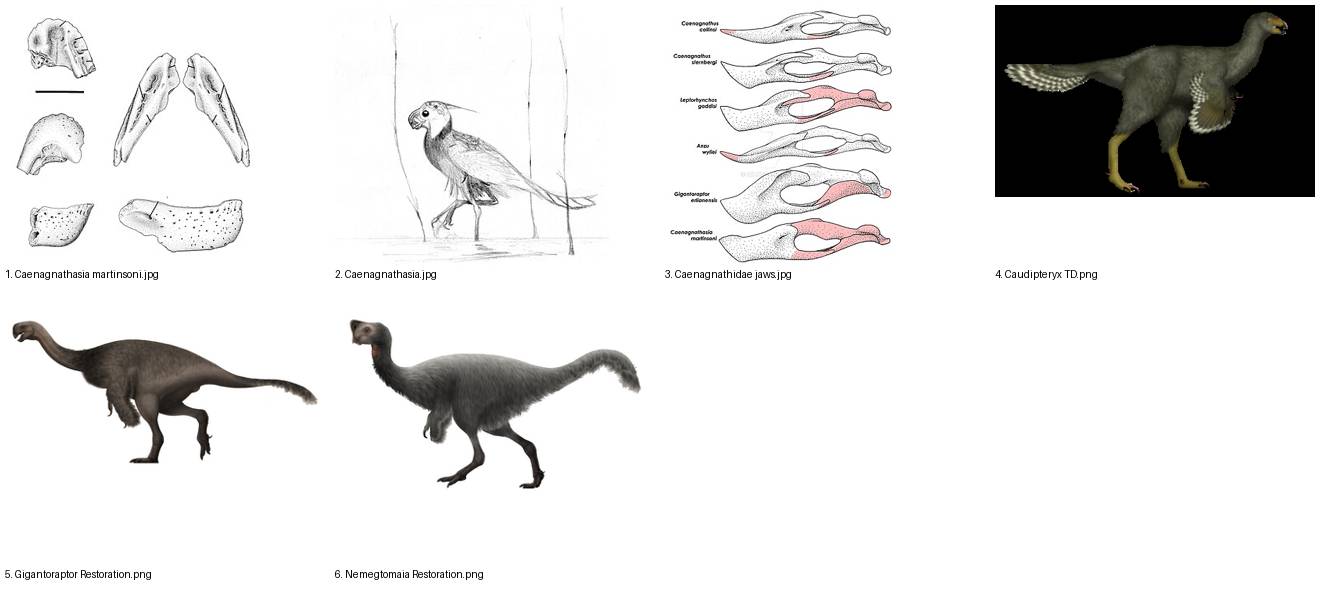 Caenagnathus
collinsi
Caenagnathus
sternbergi
Leptorhynchos
gaddisi
Anzu
wyliei
Gigantoraptor
erlianensis
Caenagnathasia
martinsoni
1. Caenagnathasia martinsoni.jpg
2. Caenagnathasia.jpg
3. Caenagnathidae jaws.jpg
4. Caudipteryx TD.png
5. Gigantoraptor Restoration.png
6. Nemegtomaia Restoration.png